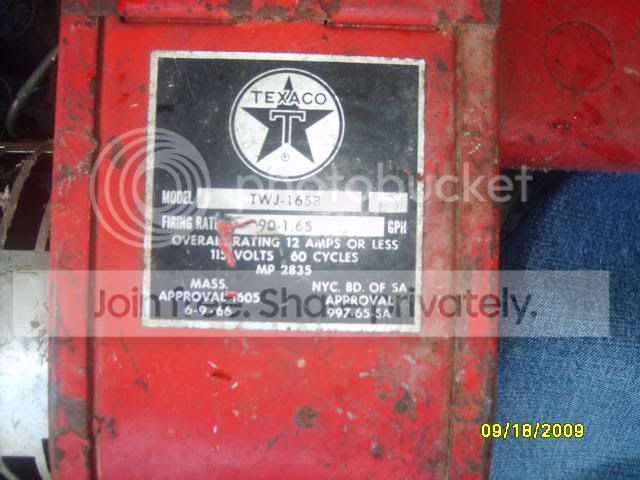 TEXACO
T
®
MODEL TWJ-165B
FIRING RATE .90-1.65 GPH
OVERALL RATING 12 AMPS OR LESS
115 VOLTS 60 CYCLES
MP 2835
MASS. NYC. BD. OF SA
APPROVAL-1605 APPROVAL
6-9-66 997-65-SA
photobucket
Join free. Share privately.
09/18/2009